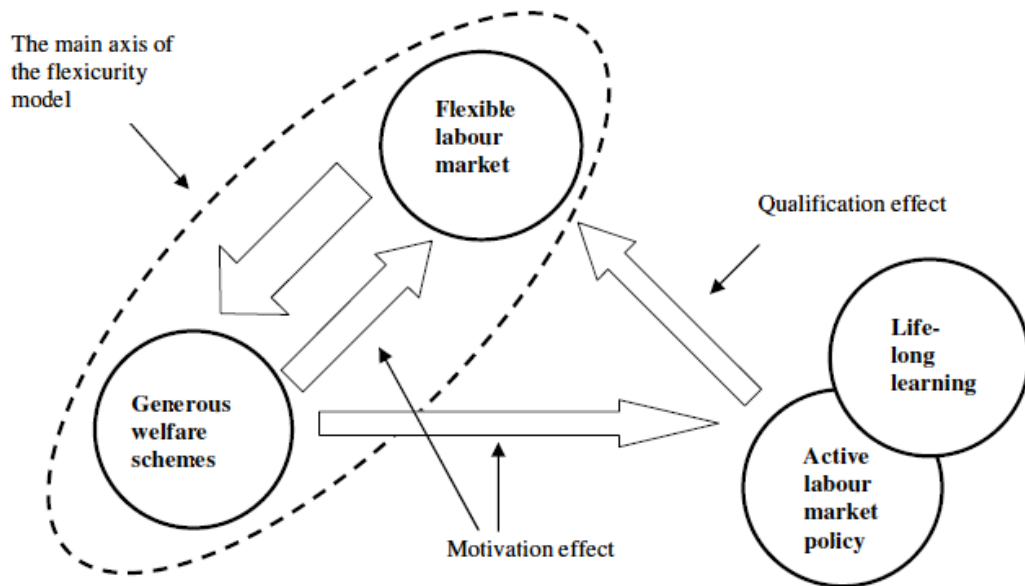 The main axis of
the flexicurity
model
Flexible
labour
market
Qualification effect
Life-
long
learning
Generous
welfare
schemes
Active
labour
market
policy
Motivation effect